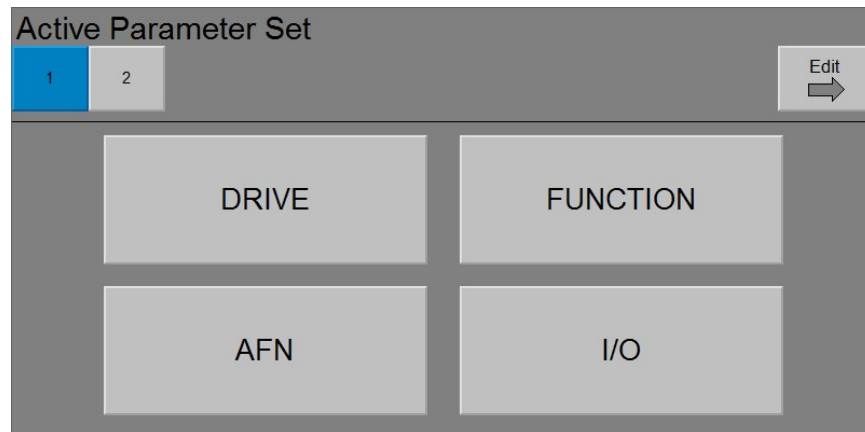 Active Parameter Set
1 2
Edit
DRIVE FUNCTION
AFN I/O